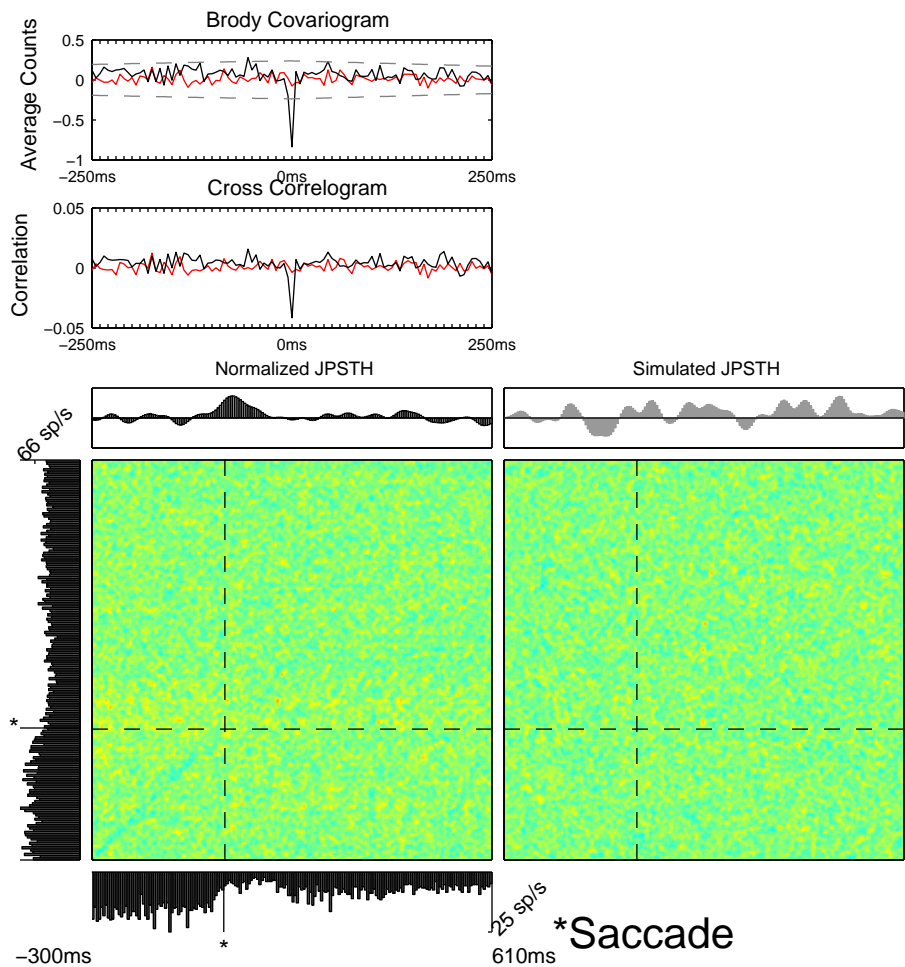 Brody Covariogram
Average Counts
0.5
0
−0.5
−1
−250ms
0ms
250ms
Cross Correlogram
Correlation
0.05
0
−0.05
−250ms
0ms
250ms
Normalized JPSTH
Simulated JPSTH
66 sp/s
*
*
25 sp/s
*Saccade
−300ms
610ms